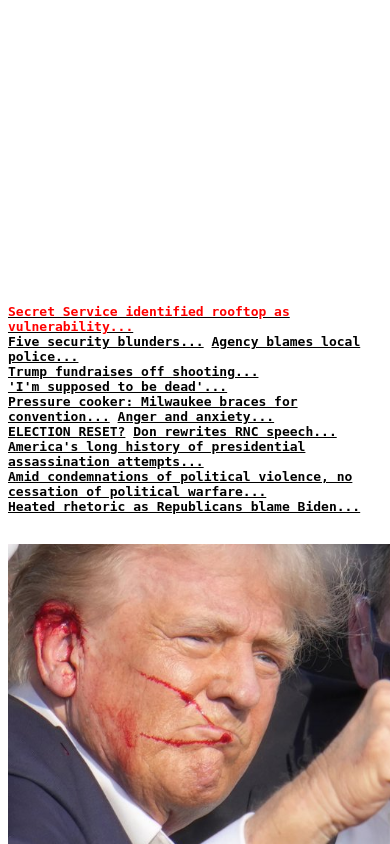 Secret Service identified rooftop as
vulnerability...
Five security blunders... Agency blames local
police...
Trump fundraises off shooting...
'I'm supposed to be dead'...
Pressure cooker: Milwaukee braces for
convention... Anger and anxiety...
ELECTION RESET? Don rewrites RNC speech...
America's long history of presidential
assassination attempts...
Amid condemnations of political violence, no
cessation of political warfare...
Heated rhetoric as Republicans blame Biden...